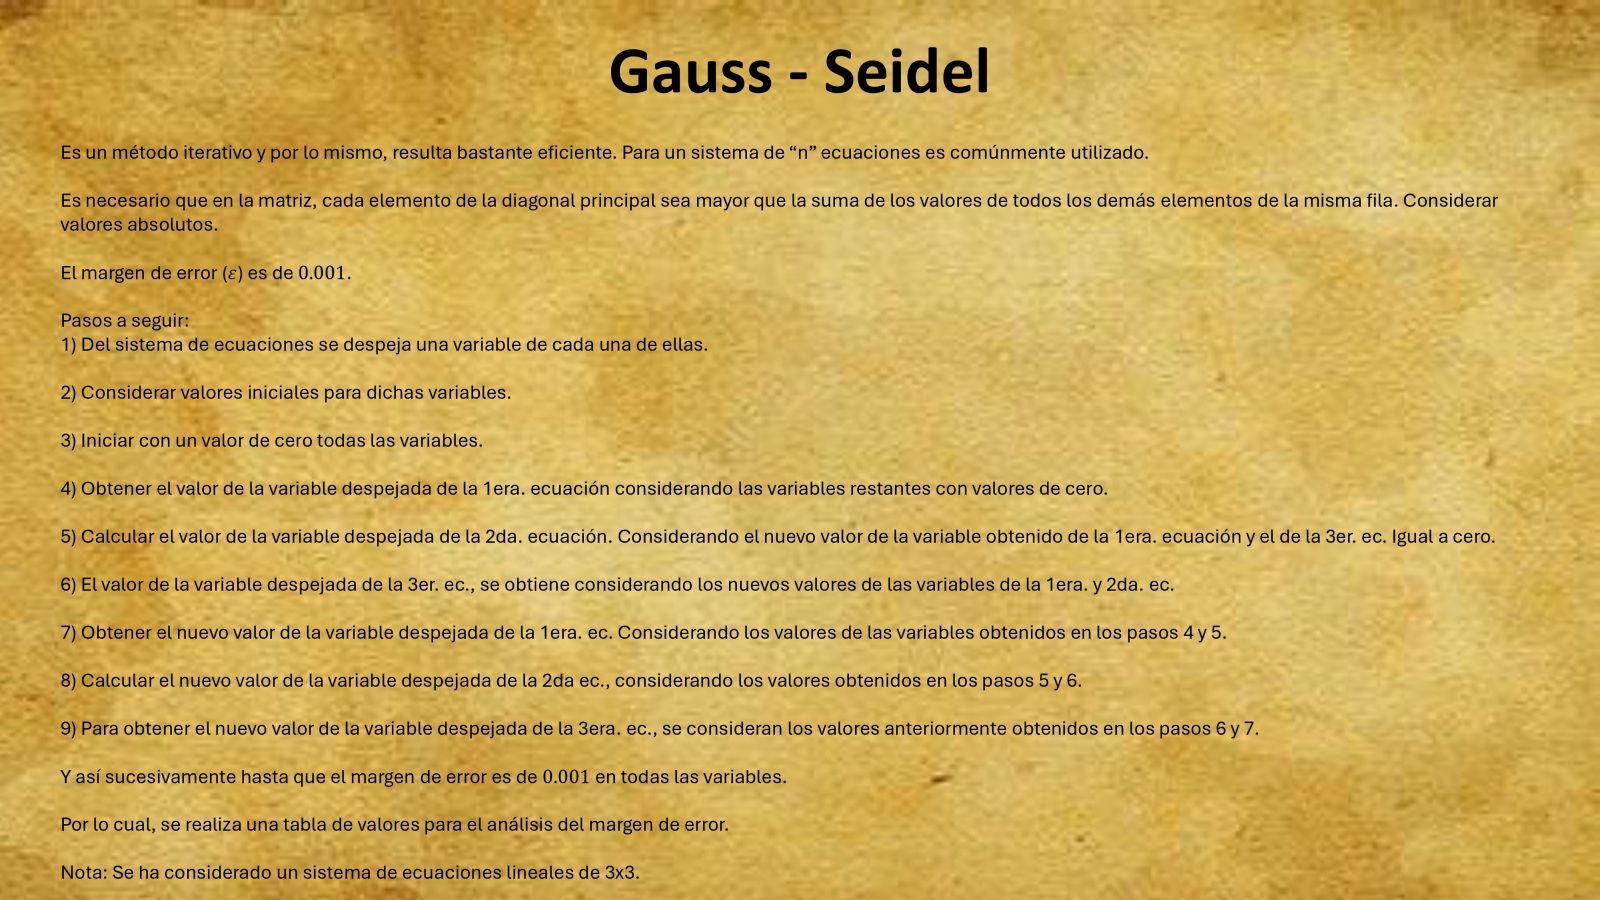 Gauss - Seidel
Es un método iterativo y por lo mismo, resulta bastante eficiente. Para un sistema de “n” ecuaciones es comúnmente utilizado.
Es necesario que en la matriz, cada elemento de la diagonal principal sea mayor que la suma de los valores de todos los demás elementos de la misma fila. Considerar
valores absolutos.
El margen de error (𝜀) es de 0.001.
Pasos a seguir:
1) Del sistema de ecuaciones se despeja una variable de cada una de ellas.
2) Considerar valores iniciales para dichas variables.
3) Iniciar con un valor de cero todas las variables.
4) Obtener el valor de la variable despejada de la 1era. ecuación considerando las variables restantes con valores de cero.
5) Calcular el valor de la variable despejada de la 2da. ecuación. Considerando el nuevo valor de la variable obtenido de la 1era. ecuación y el de la 3er. ec. Igual a cero.
6) El valor de la variable despejada de la 3er. ec., se obtiene considerando los nuevos valores de las variables de la 1era. y 2da. ec.
7) Obtener el nuevo valor de la variable despejada de la 1era. ec. Considerando los valores de las variables obtenidos en los pasos 4 y 5.
8) Calcular el nuevo valor de la variable despejada de la 2da ec., considerando los valores obtenidos en los pasos 5 y 6.
9) Para obtener el nuevo valor de la variable despejada de la 3era. ec., se consideran los valores anteriormente obtenidos en los pasos 6 y 7.
Y así sucesivamente hasta que el margen de error es de 0.001 en todas las variables.
Por lo cual, se realiza una tabla de valores para el análisis del margen de error.
Nota: Se ha considerado un sistema de ecuaciones lineales de 3x3.